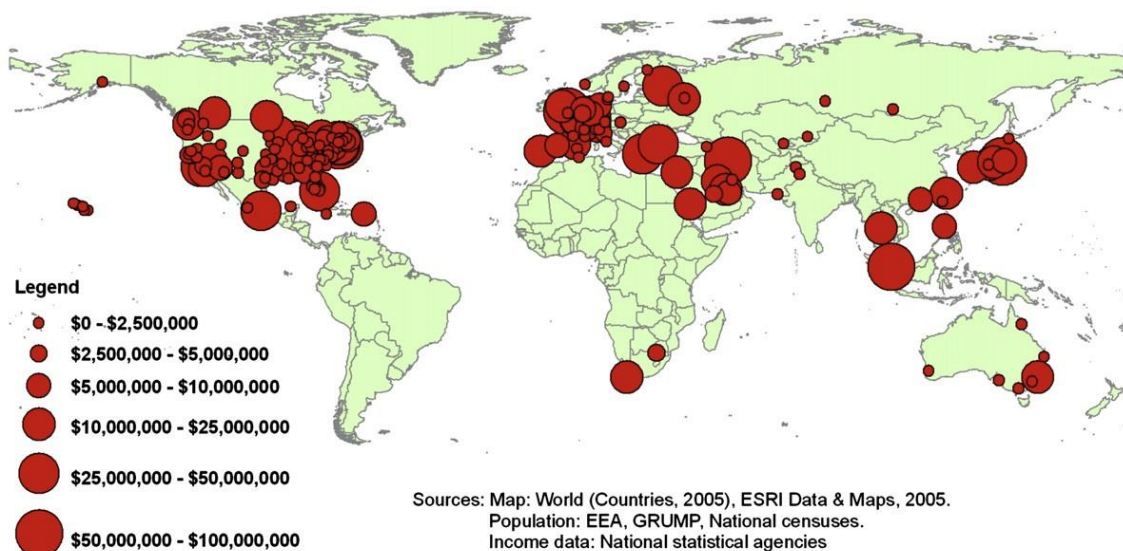 Legend
$0 - $2,500,000
$2,500,000 - $5,000,000
$5,000,000 - $10,000,000
$10,000,000 - $25,000,000
$25,000,000 - $50,000,000
$50,000,000 - $100,000,000
Sources: Map: World (Countries, 2005), ESRI Data & Maps, 2005.
Population: EEA, GRUMP, National censuses.
Income data: National statistical agencies